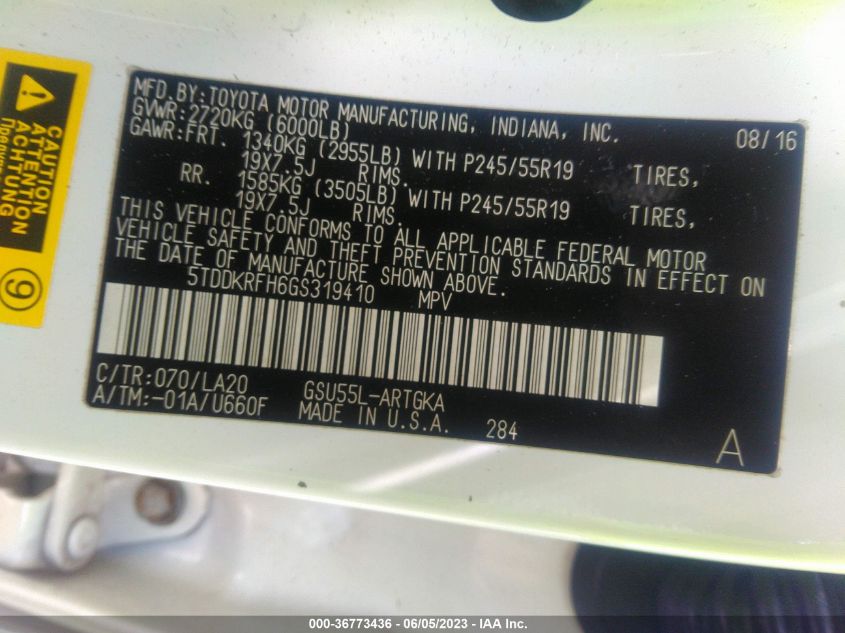 MFD.BY:TOYOTA MOTOR MANUFACTURING, INDIANA, INC. 08/16
GVWR:2720KG (6000LB)
GAWR:FRT. 1340KG (2955LB) WITH P245/55R19 TIRES,
19X7.5J RIMS.
RR. 1585KG (3505LB) WITH P245/55R19 TIRES,
19X7.5J RIMS.
THIS VEHICLE CONFORMS TO ALL APPLICABLE FEDERAL MOTOR
VEHICLE SAFETY AND THEFT PREVENTION STANDARDS IN EFFECT ON
THE DATE OF MANUFACTURE SHOWN ABOVE.
5TDDKRFH6GS319410 MPV
C/TR:070/LA20 GSU55L-ARTGKA
A/TM:-01A/U660F MADE IN U.S.A. 284
A
CAUTION
ATTENTION
ACHTUNG
9
000-36773436 - 06/05/2023 - IAA Inc.